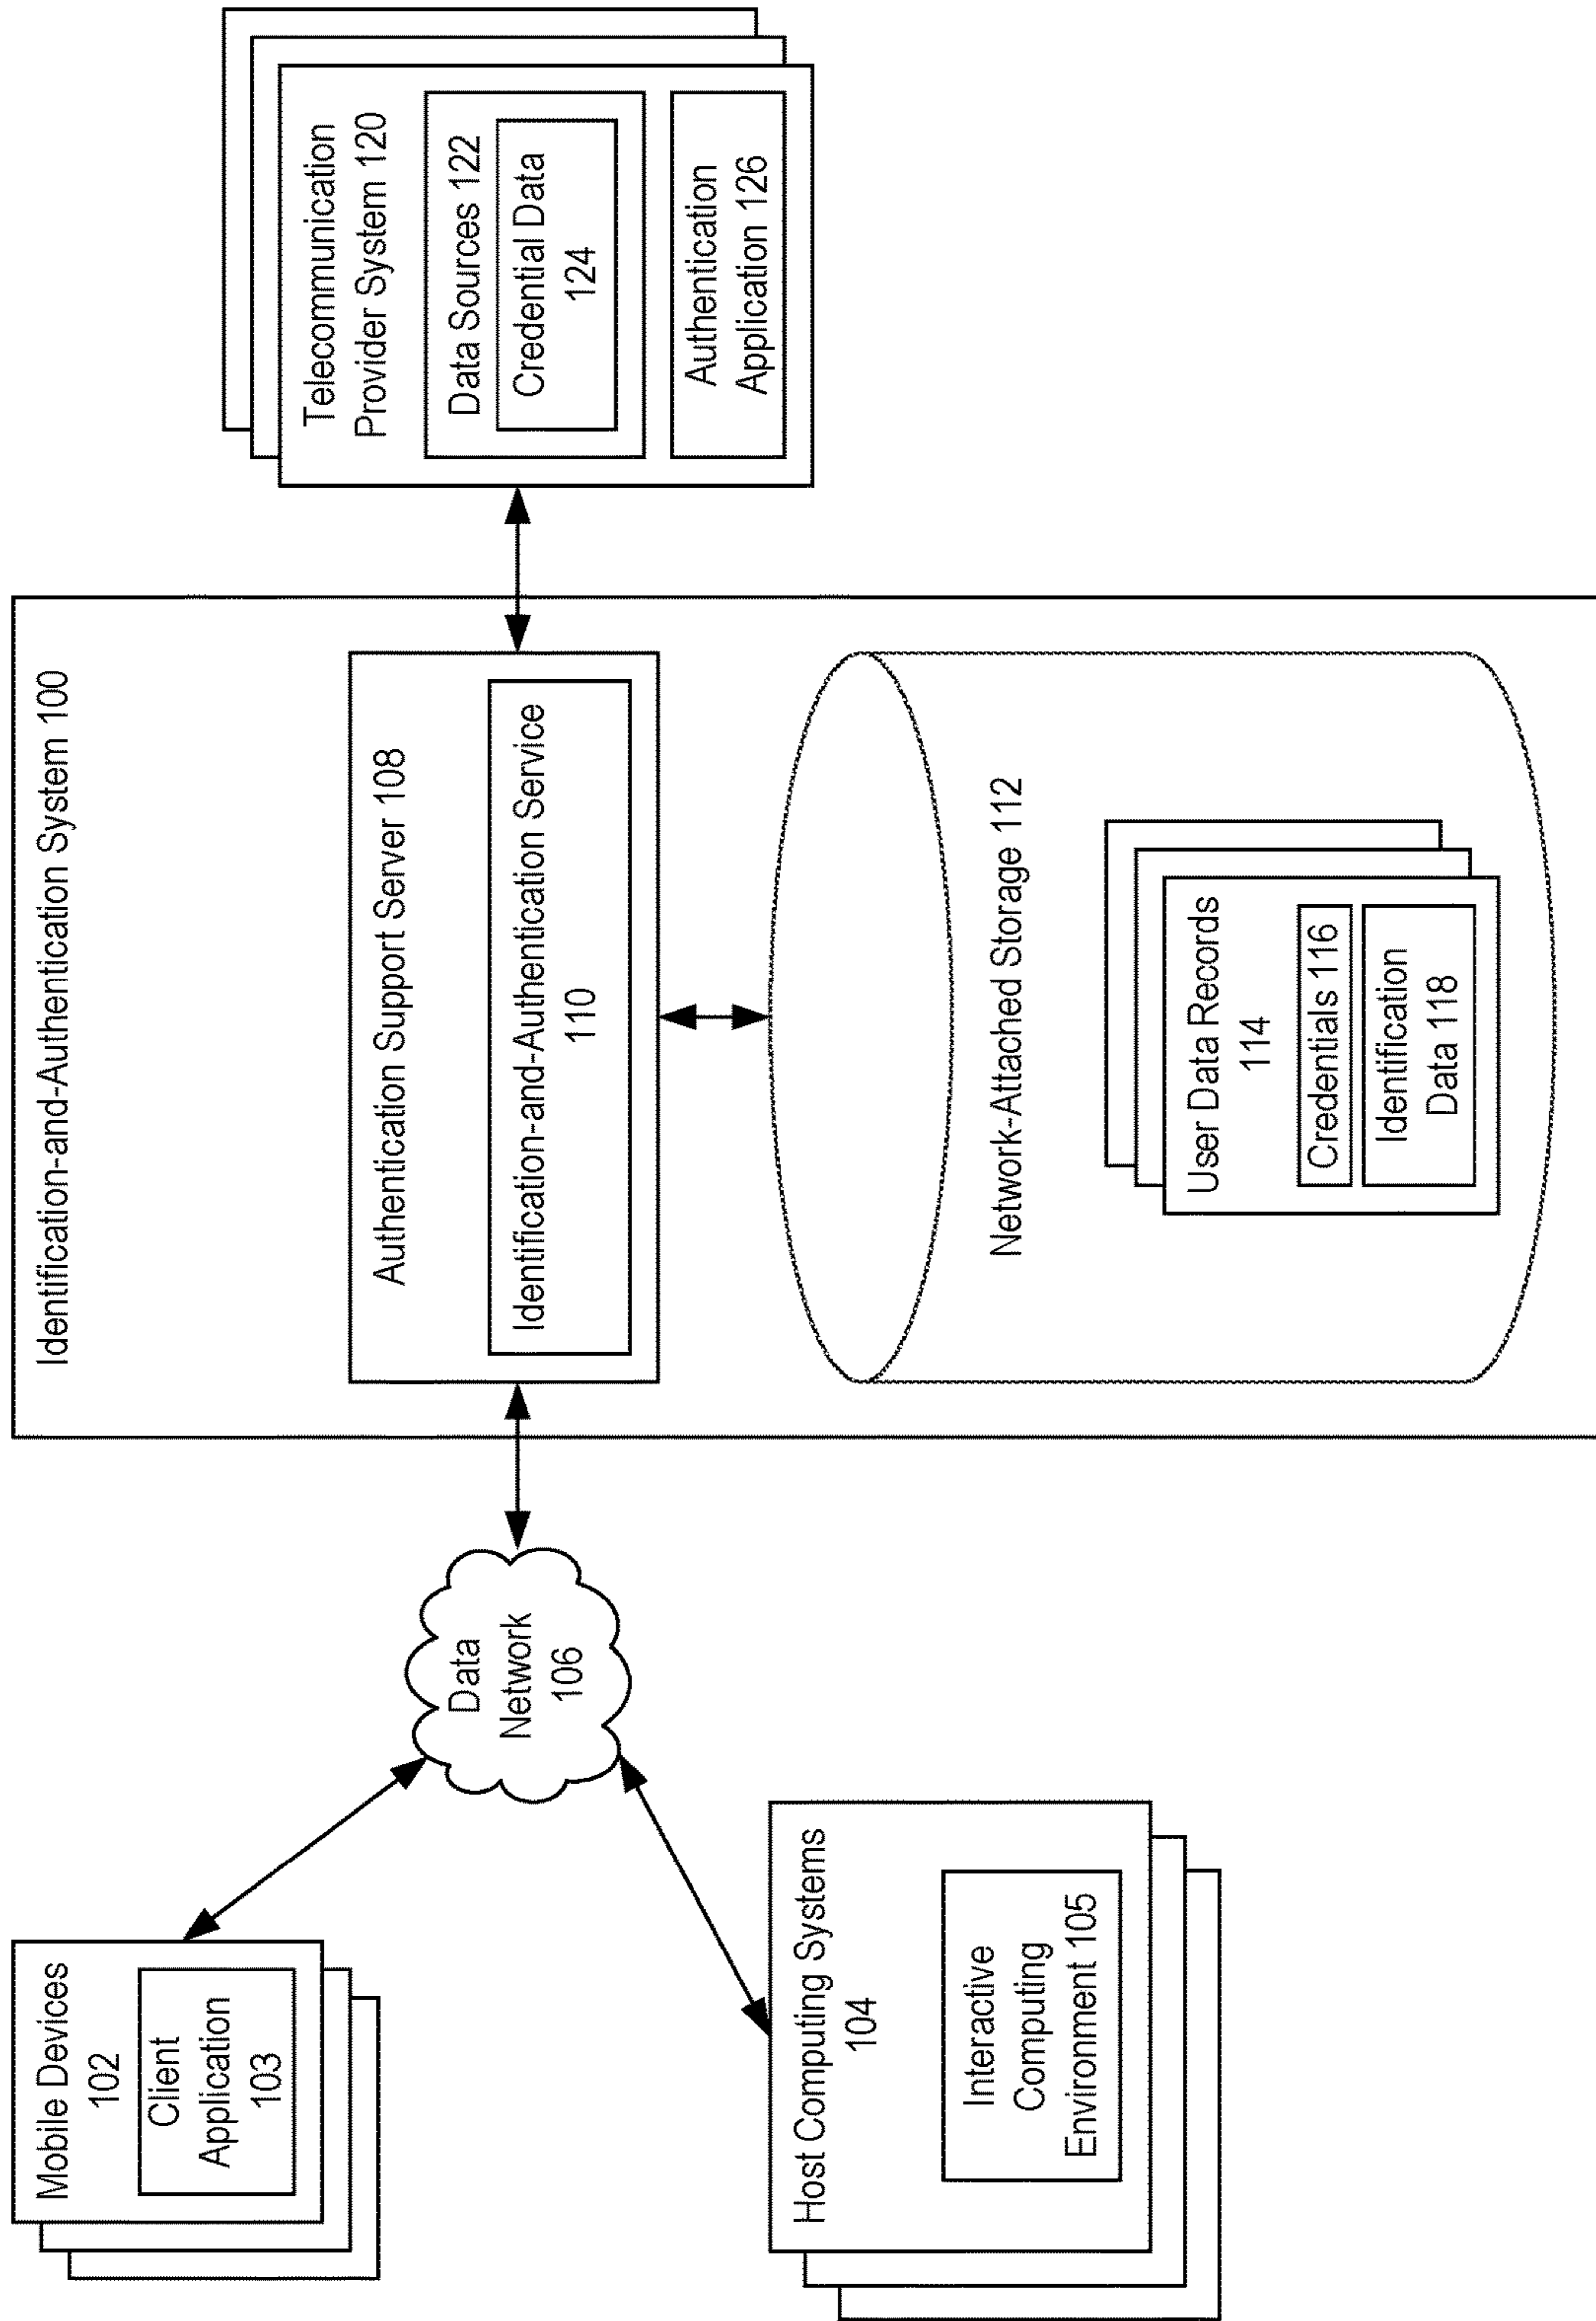 Mobile Devices
102
Client
Application
103
Host Computing Systems
104
Interactive
Computing
Environment 105
Data
Network
106
Identification-and-Authentication System 100
Authentication Support Server 108
Identification-and-Authentication Service
110
Network-Attached Storage 112
User Data Records
114
Credentials 116
Identification
Data 118
Telecommunication
Provider System 120
Data Sources 122
Credential Data
124
Authentication
Application 126